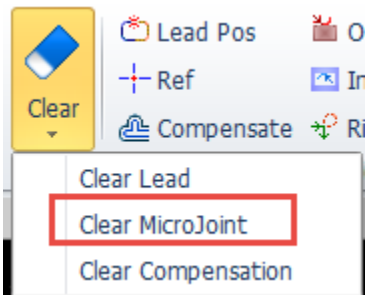 Lead Pos
Ref
Clear
Compensate
Clear Lead
Clear MicroJoint
Clear Compensation